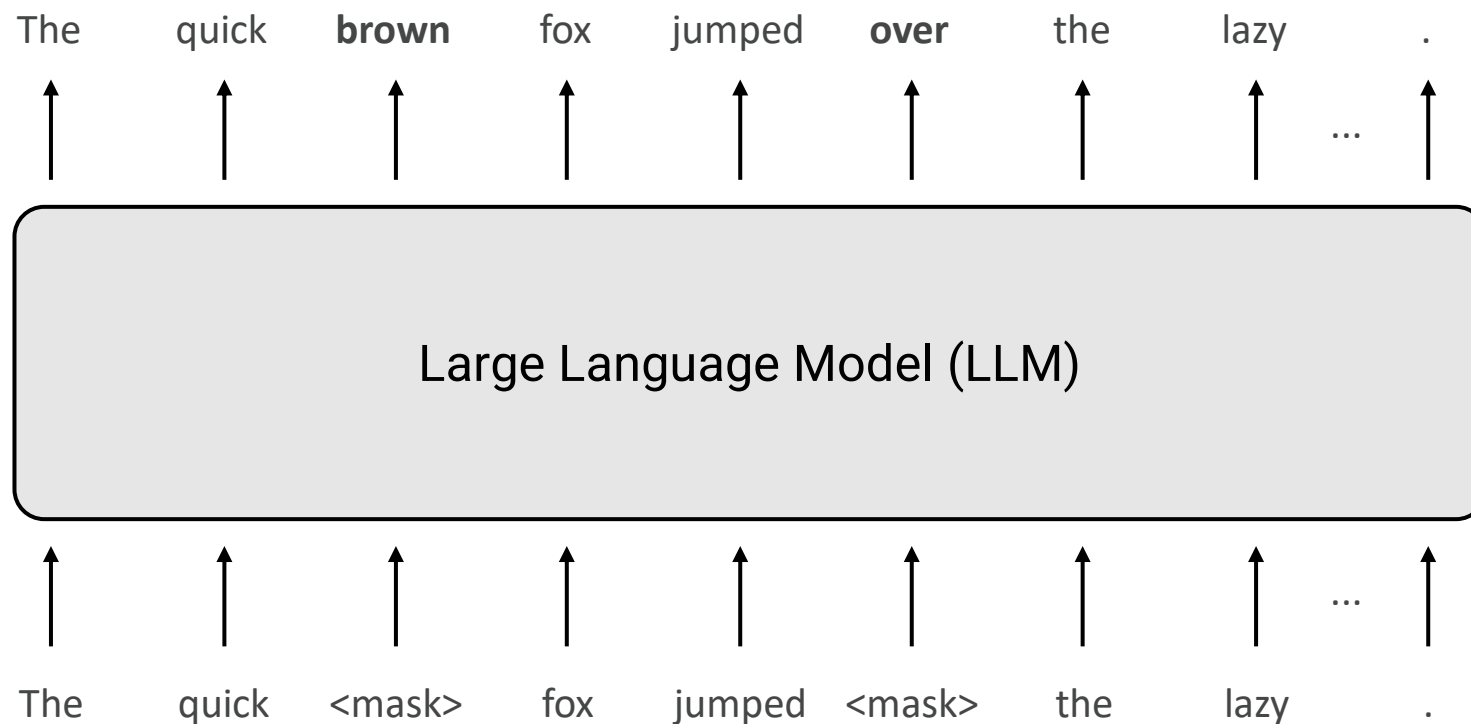 The quick brown fox jumped over the lazy .
...
Large Language Model (LLM)
...
The quick <mask> fox jumped <mask> the lazy .